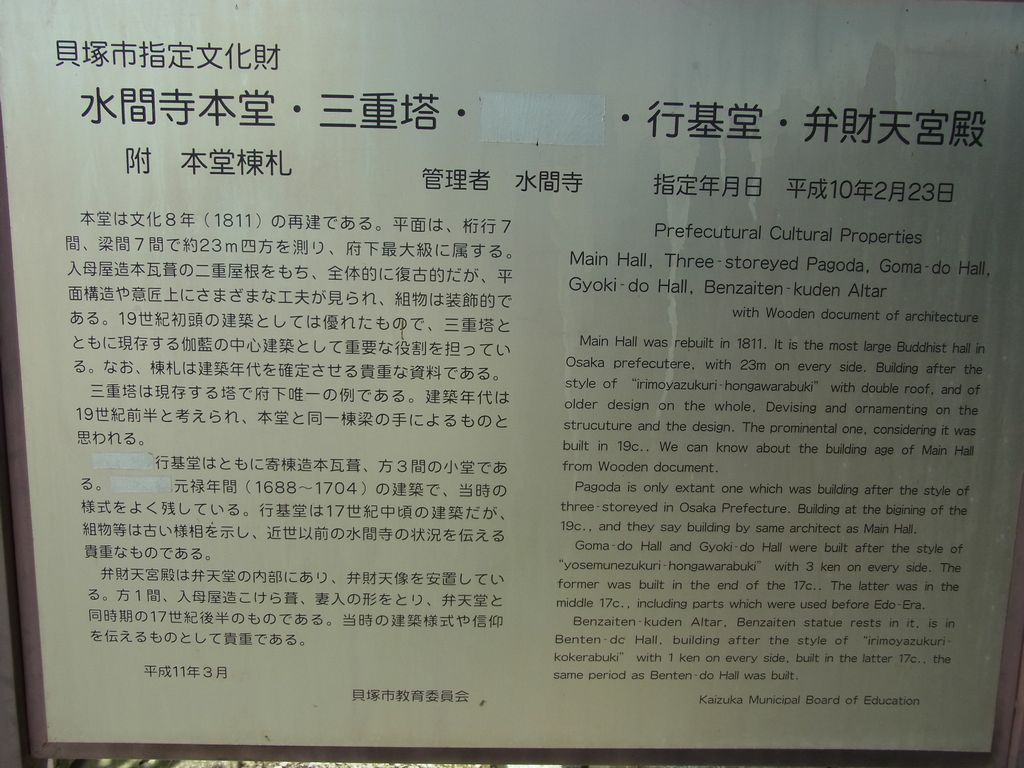 貝塚市指定文化財
水間寺本堂・三重塔・　　・行基堂・弁財天宮殿
附　本堂棟札
管理者　水間寺　　指定年月日　平成10年2月23日
本堂は文化8年（1811）の再建である。平面は、桁行7
間、梁間7間で約23m四方を測り、府下最大級に属する。
入母屋造本瓦葺の二重屋根をもち、全体的に復古的だが、平
面構造や意匠上にさまざまな工夫が見られ、組物は装飾的で
ある。19世紀初頭の建築としては優れたもので、三重塔と
ともに現存する伽藍の中心建築として重要な役割を担ってい
る。なお、棟札は建築年代を確定させる貴重な資料である。
三重塔は現存する塔で府下唯一の例である。建築年代は
19世紀前半と考えられ、本堂と同一棟梁の手によるものと
思われる。
行基堂はともに寄棟造本瓦葺、方3間の小堂であ
る。　　元禄年間（1688〜1704）の建築で、当時の
様式をよく残している。行基堂は17世紀中頃の建築だが、
組物等は古い様相を示し、近世以前の水間寺の状況を伝える
貴重なものである。
弁財天宮殿は弁天堂の内部にあり、弁財天像を安置してい
る。方1間、入母屋造こけら葺、妻入の形をとり、弁天堂と
同時期の17世紀後半のものである。当時の建築様式や信仰
を伝えるものとして貴重である。
平成11年3月
貝塚市教育委員会
Prefecutural Cultural Properties
Main Hall, Three-storeyed Pagoda, Goma-do Hall,
Gyoki-do Hall, Benzaiten-kuden Altar
with Wooden document of architecture
Main Hall was rebuilt in 1811. It is the most large Buddhist hall in
Osaka prefecutere, with 23m on every side. Building after the
style of "irimoyazukuri-hongawarabuki" with double roof, and of
older design on the whole, Devising and ornamenting on the
strucuture and the design. The prominental one, considering it was
built in 19c.. We can know about the building age of Main Hall
from Wooden document.
Pagoda is only extant one which was building after the style of
three-storeyed in Osaka Prefecture. Building at the bigining of the
19c., and they say building by same architect as Main Hall.
Goma-do Hall and Gyoki-do Hall were built after the style of
"yosemunezukuri-hongawarabuki" with 3 ken on every side. The
former was built in the end of the 17c.. The latter was in the
middle 17c., including parts which were used before Edo-Era.
Benzaiten-kuden Altar, Benzaiten statue rests in it, is in
Benten-dc Hall, building after the style of "irimoyazukuri-
kokerabuki" with 1 ken on every side, built in the latter 17c., the
same period as Benten-do Hall was built.
Kaizuka Municipal Board of Education